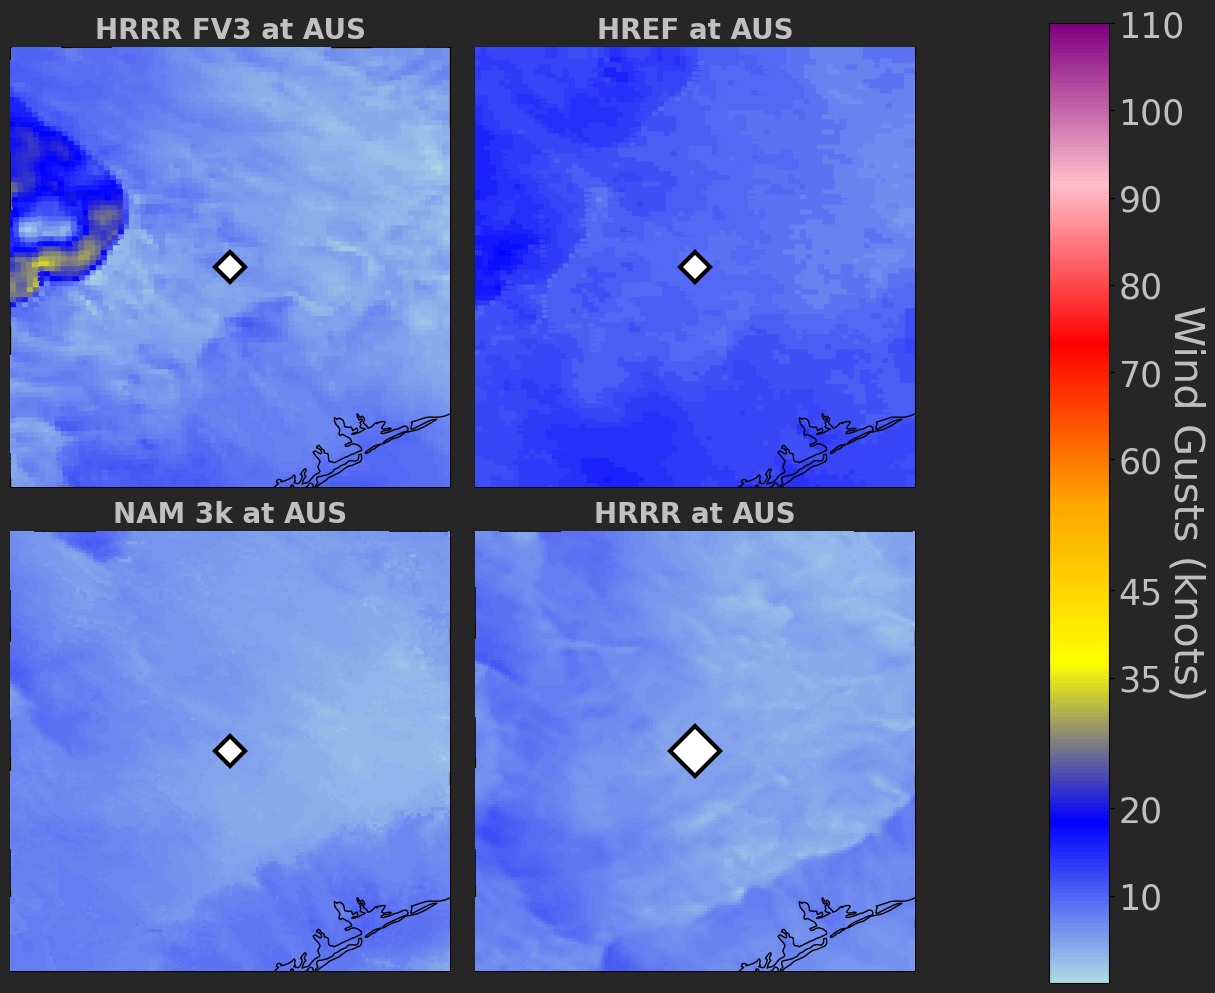 HRRR FV3 at AUS
HREF at AUS
NAM 3k at AUS
HRRR at AUS
110
100
90
80
70
60
45
35
20
10
Wind Gusts (knots)